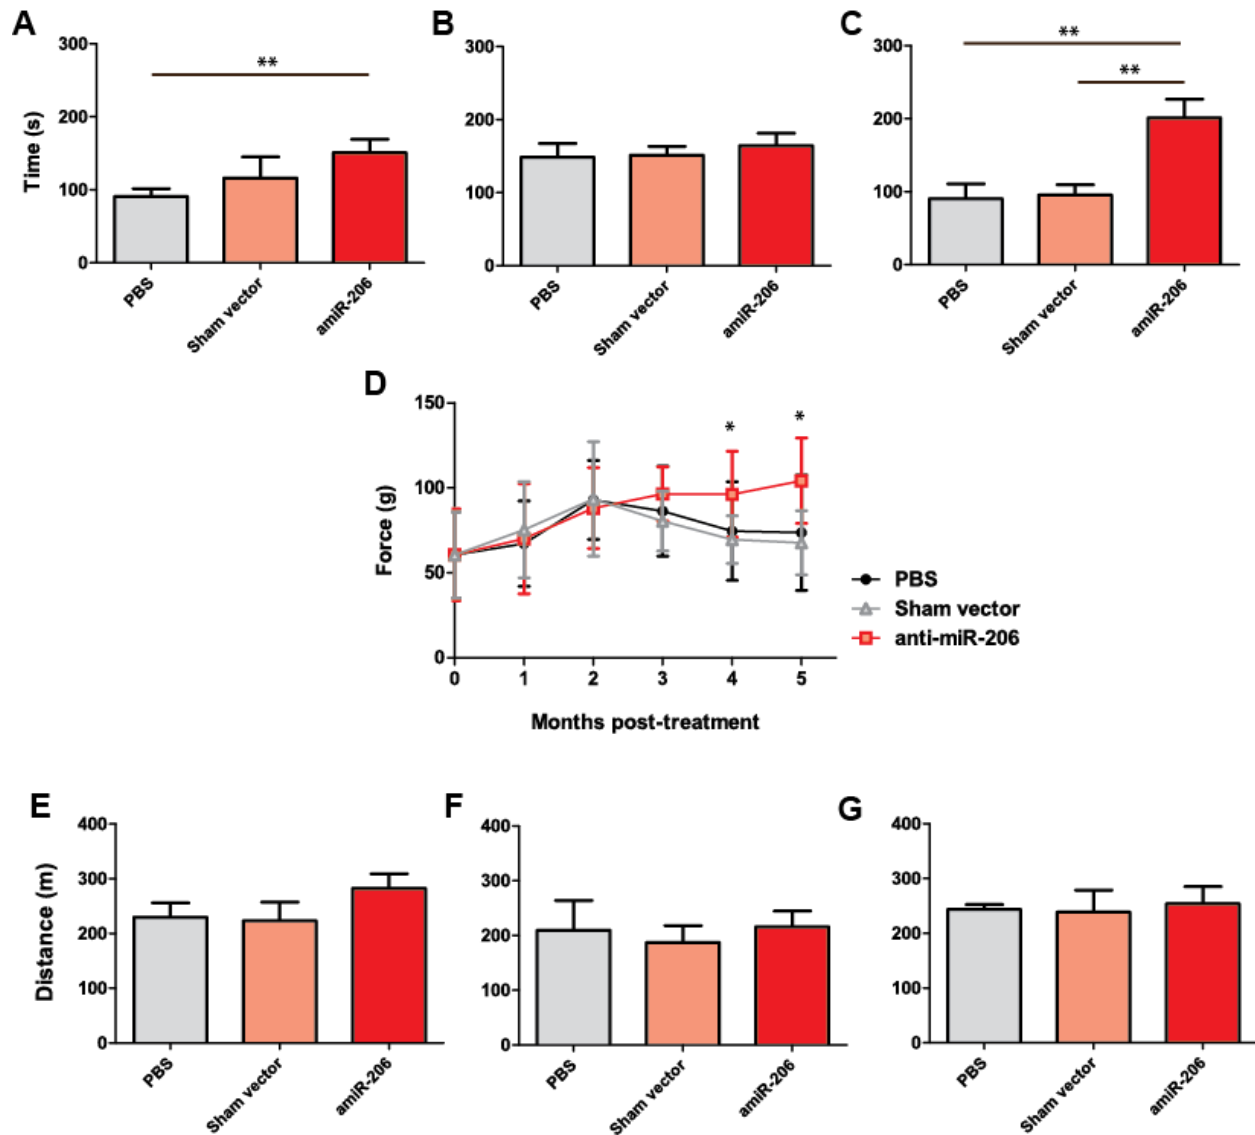 A
B
C
Time (s)
300
200
100
0
**
PBS
Sham vector
amiR-206
300
200
100
0
PBS
Sham vector
amiR-206
300
200
100
0
**
**
PBS
Sham vector
amiR-206
D
Force (g)
150
100
50
0
*
*
0 1 2 3 4 5
Months post-treatment
PBS
Sham vector
anti-miR-206
E
F
G
Distance (m)
400
300
200
100
0
PBS
Sham vector
amiR-206
400
300
200
100
0
PBS
Sham vector
amiR-206
400
300
200
100
0
PBS
Sham vector
amiR-206